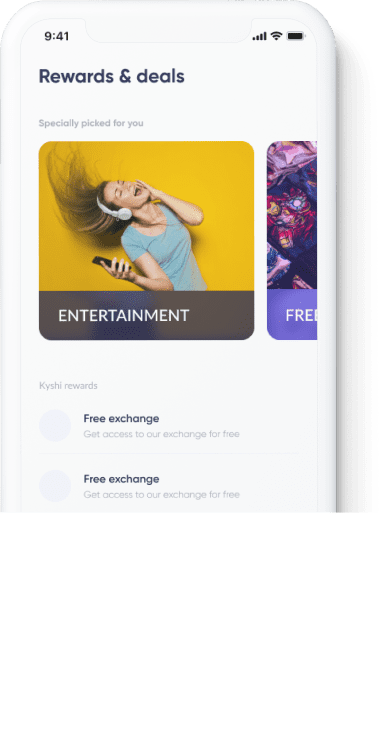 9:41
Rewards & deals
Specially picked for you
ENTERTAINMENT
FREE
Kyshi rewards
Free exchange
Get access to our exchange for free
Free exchange
Get access to our exchange for free